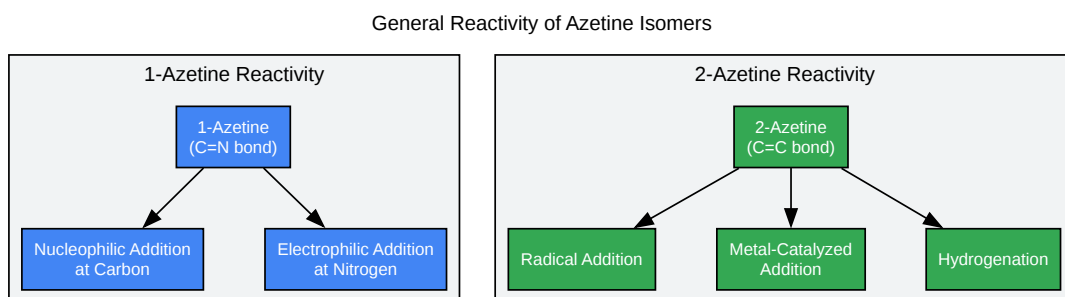 General Reactivity of Azetine Isomers
1-Azetine Reactivity
1-Azetine
(C=N bond)
Nucleophilic Addition
at Carbon
Electrophilic Addition
at Nitrogen
2-Azetine Reactivity
2-Azetine
(C=C bond)
Radical Addition
Metal-Catalyzed
Addition
Hydrogenation